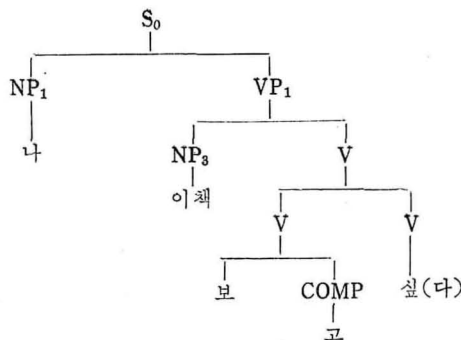 S₀
NP₁ VP₁
나 NP₃ V
이책 V V
보 COMP 싶(다)
고